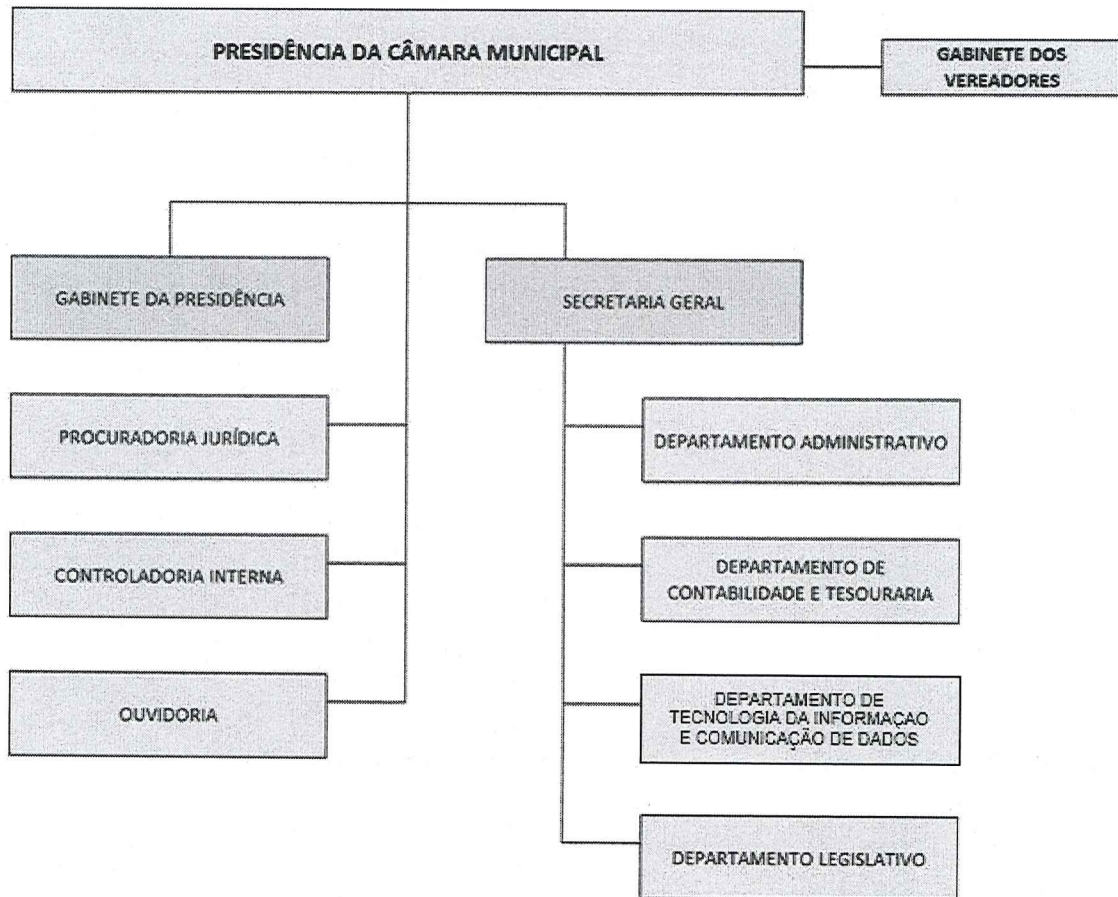 PRESIDÊNCIA DA CÂMARA MUNICIPAL
GABINETE DOS
VEREADORES
GABINETE DA PRESIDÊNCIA
SECRETARIA GERAL
PROCURADORIA JURÍDICA
CONTROLADORIA INTERNA
OUVIDORIA
DEPARTAMENTO ADMINISTRATIVO
DEPARTAMENTO DE
CONTABILIDADE E TESOURARIA
DEPARTAMENTO DE
TECNOLOGIA DA INFORMAÇAO
E COMUNICAÇÃO DE DADOS
DEPARTAMENTO LEGISLATIVO